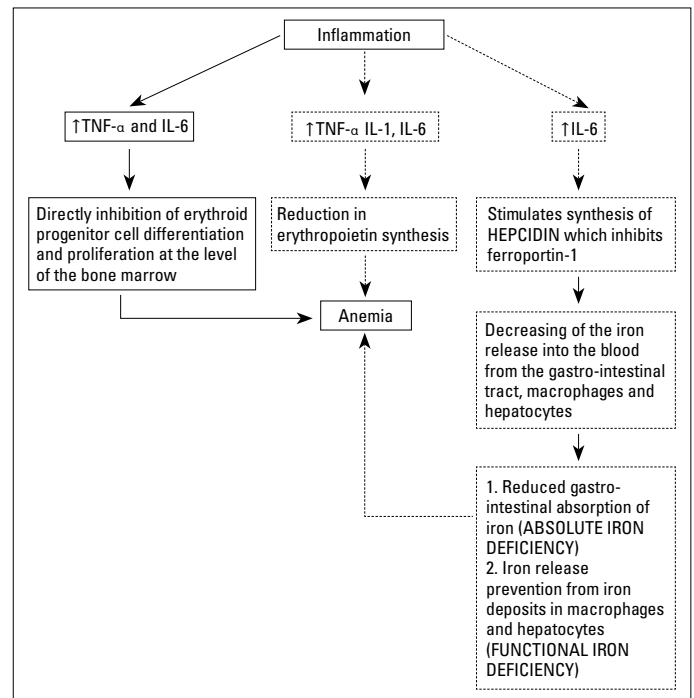 Inflammation
↑TNF-α and IL-6
↑TNF-α IL-1, IL-6
↑IL-6
Directly inhibition of erythroid
progenitor cell differentiation
and proliferation at the level
of the bone marrow
Reduction in
erythropoietin synthesis
Stimulates synthesis of
HEPCIDIN which inhibits
ferroportin-1
Anemia
Decreasing of the iron
release into the blood
from the gastro-intestinal
tract, macrophages and
hepatocytes
1. Reduced gastro-
intestinal absorption of
iron (ABSOLUTE IRON
DEFICIENCY)
2. Iron release
prevention from iron
deposits in macrophages
and hepatocytes
(FUNCTIONAL IRON
DEFICIENCY)